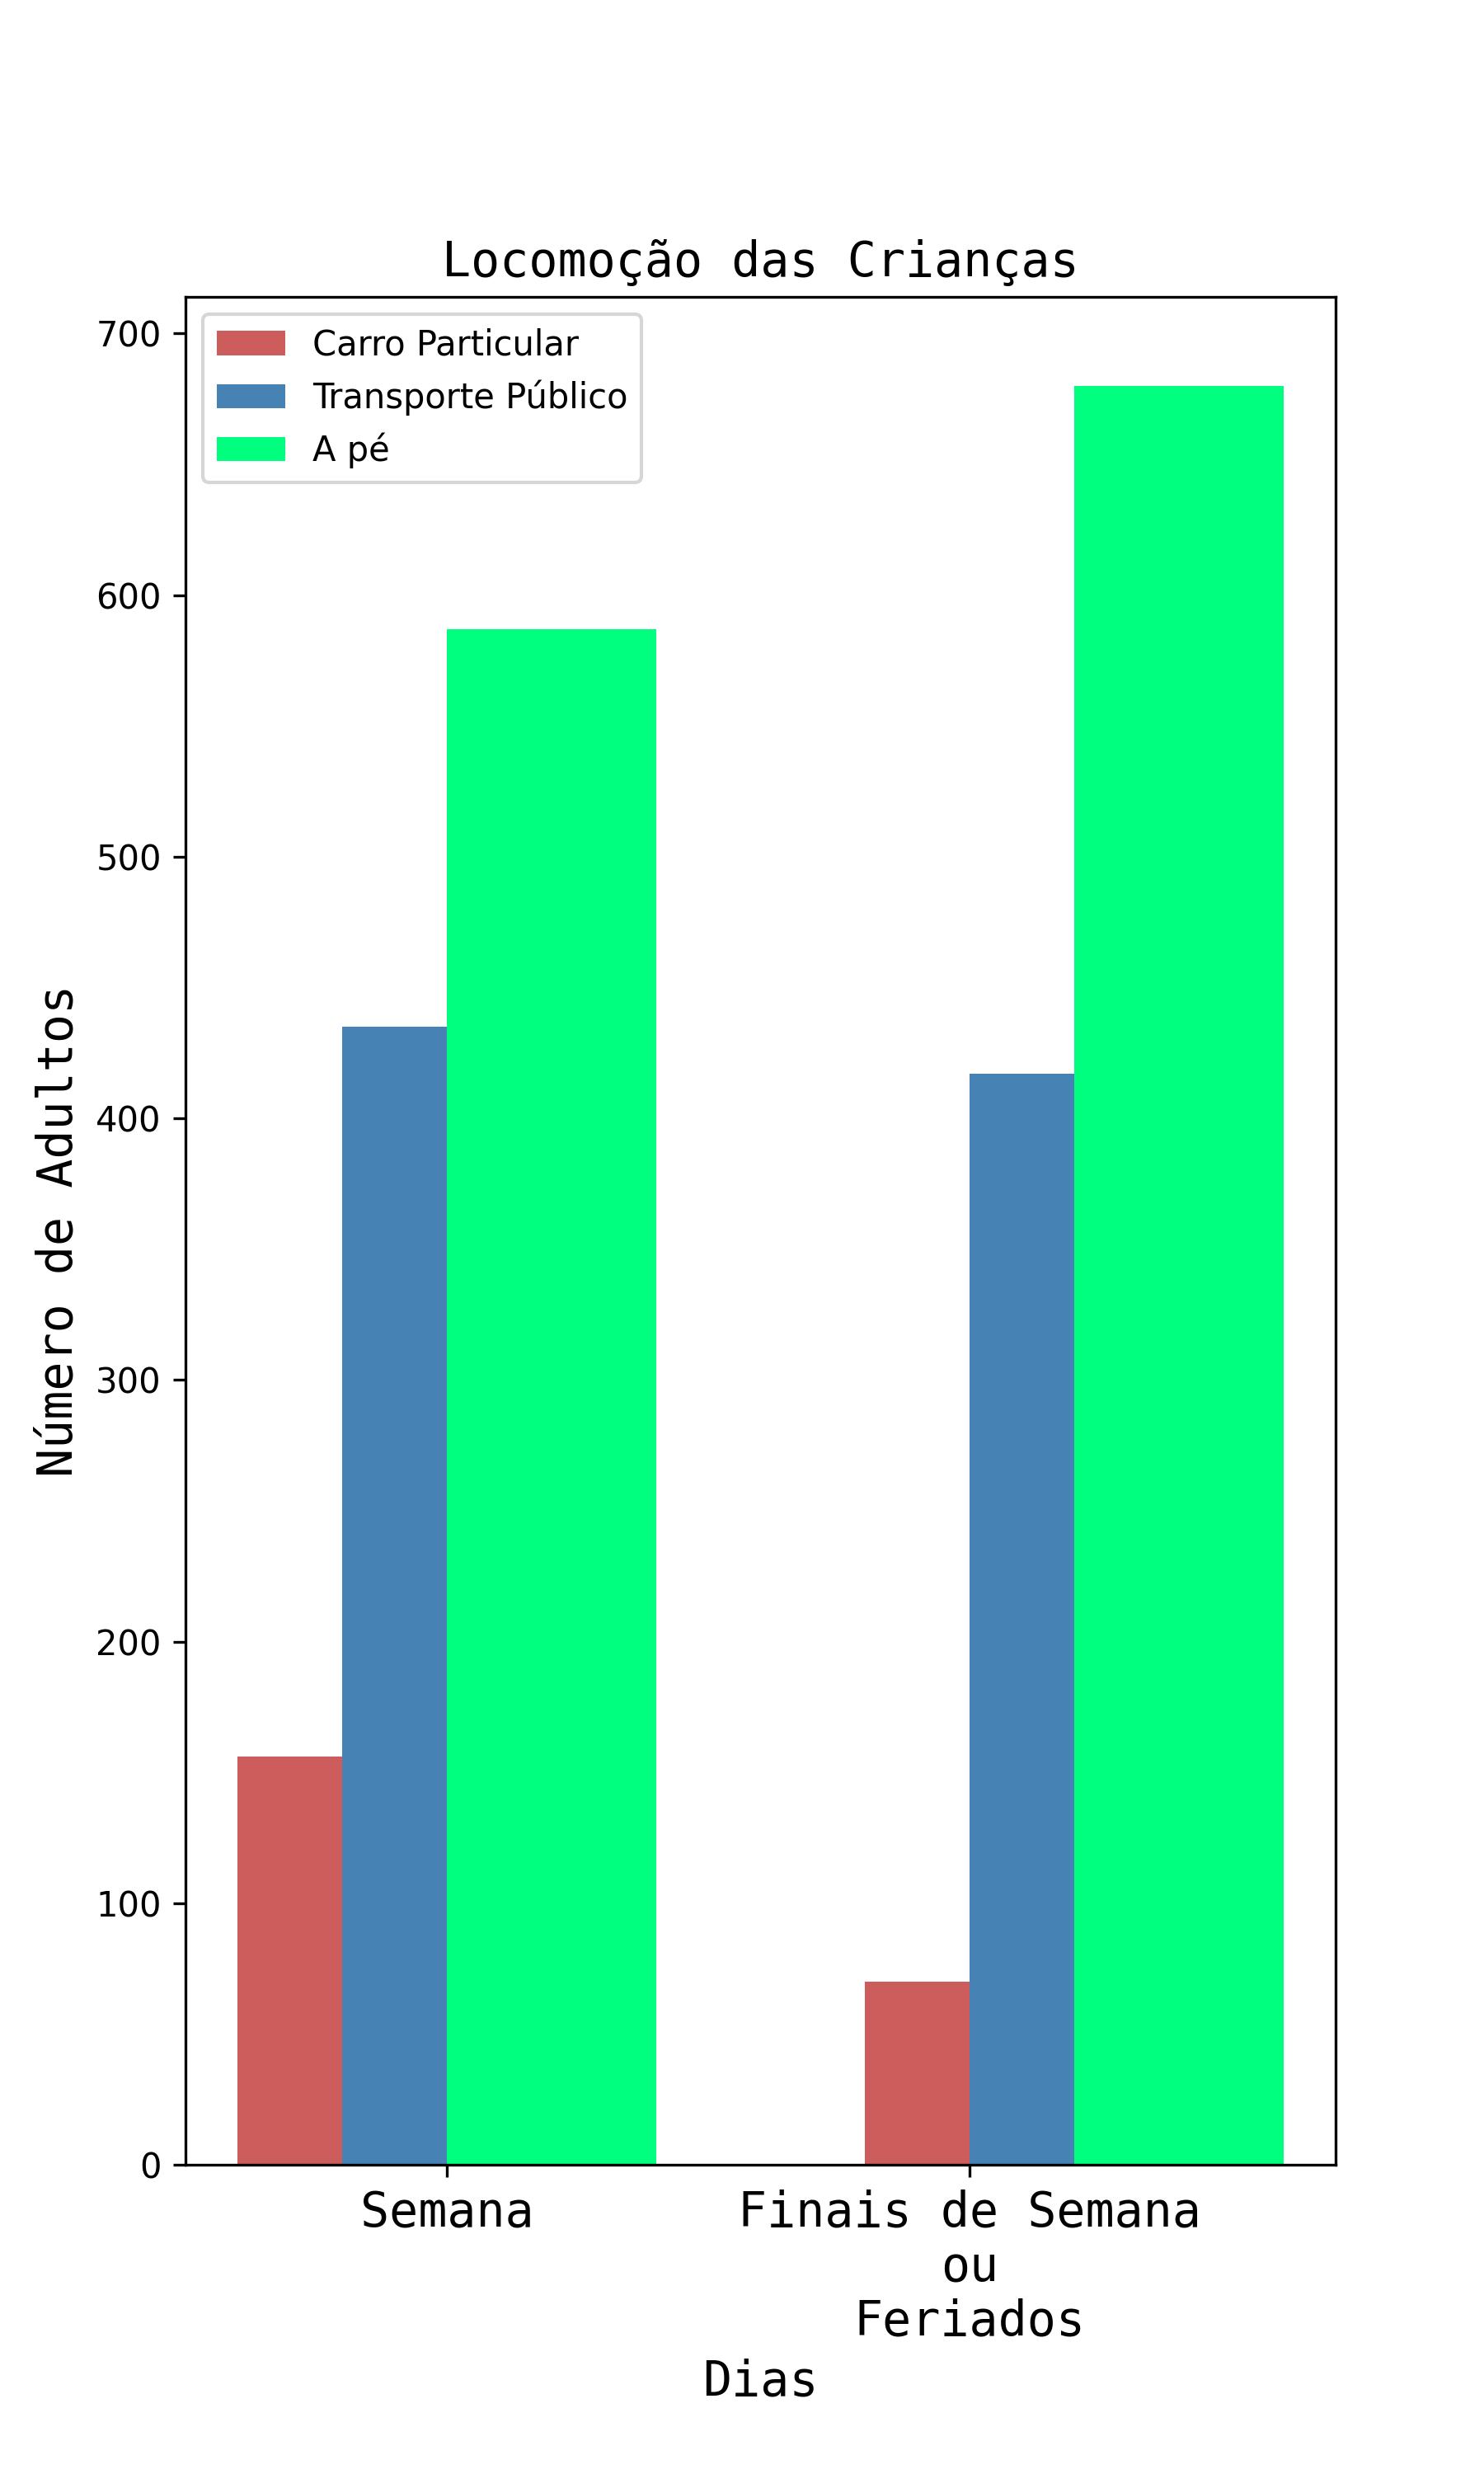 Locomoção das Crianças
Carro Particular
Transporte Público
A pé
700
600
500
400
300
200
100
0
Número de Adultos
Semana
Finais de Semana
ou
Feriados
Dias